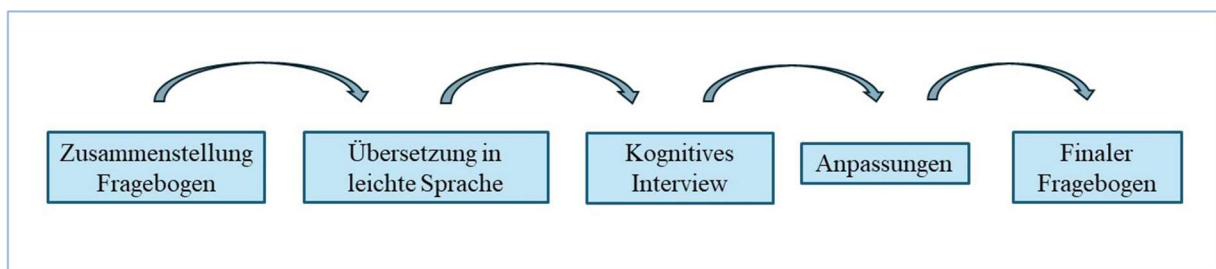 Zusammenstellung
Fragebogen
Übersetzung in
leichte Sprache
Kognitives
Interview
Anpassungen
Finaler
Fragebogen